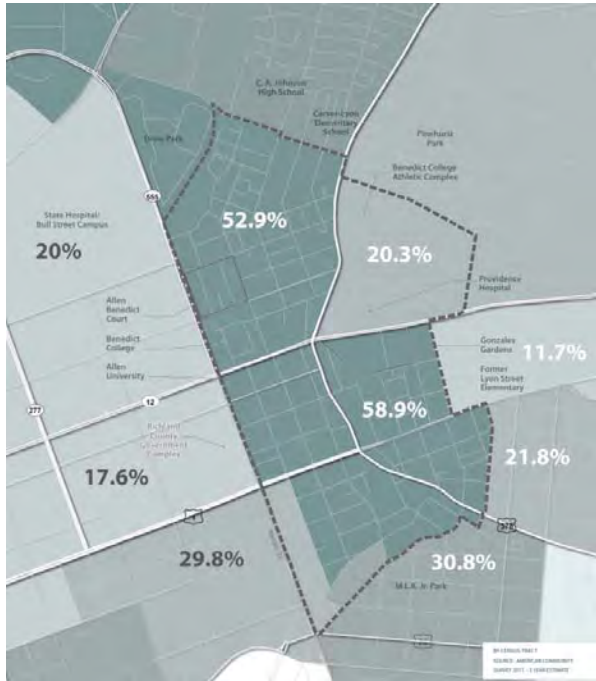 C. A. Johnson
High School
Carver-Lyon
Elementary
School
Drew Park
Pinehurst
Park
Benedict College
Athletic Complex
555
State Hospital/
Bull Street Campus
20%
52.9%
20.3%
Allen
Benedict
Court
Providence
Hospital
Benedict
College
Allen
University
Gonzales
Gardens
11.7%
Former
Lyon Street
Elementary
277
12
58.9%
Richland
County
Government
Complex
17.6%
21.8%
1
29.8%
30.8%
M.L.K. Jr. Park
BY CENSUS TRACT
SOURCE: AMERICAN COMMUNITY
SURVEY 2011 - 5 YEAR ESTIMATE